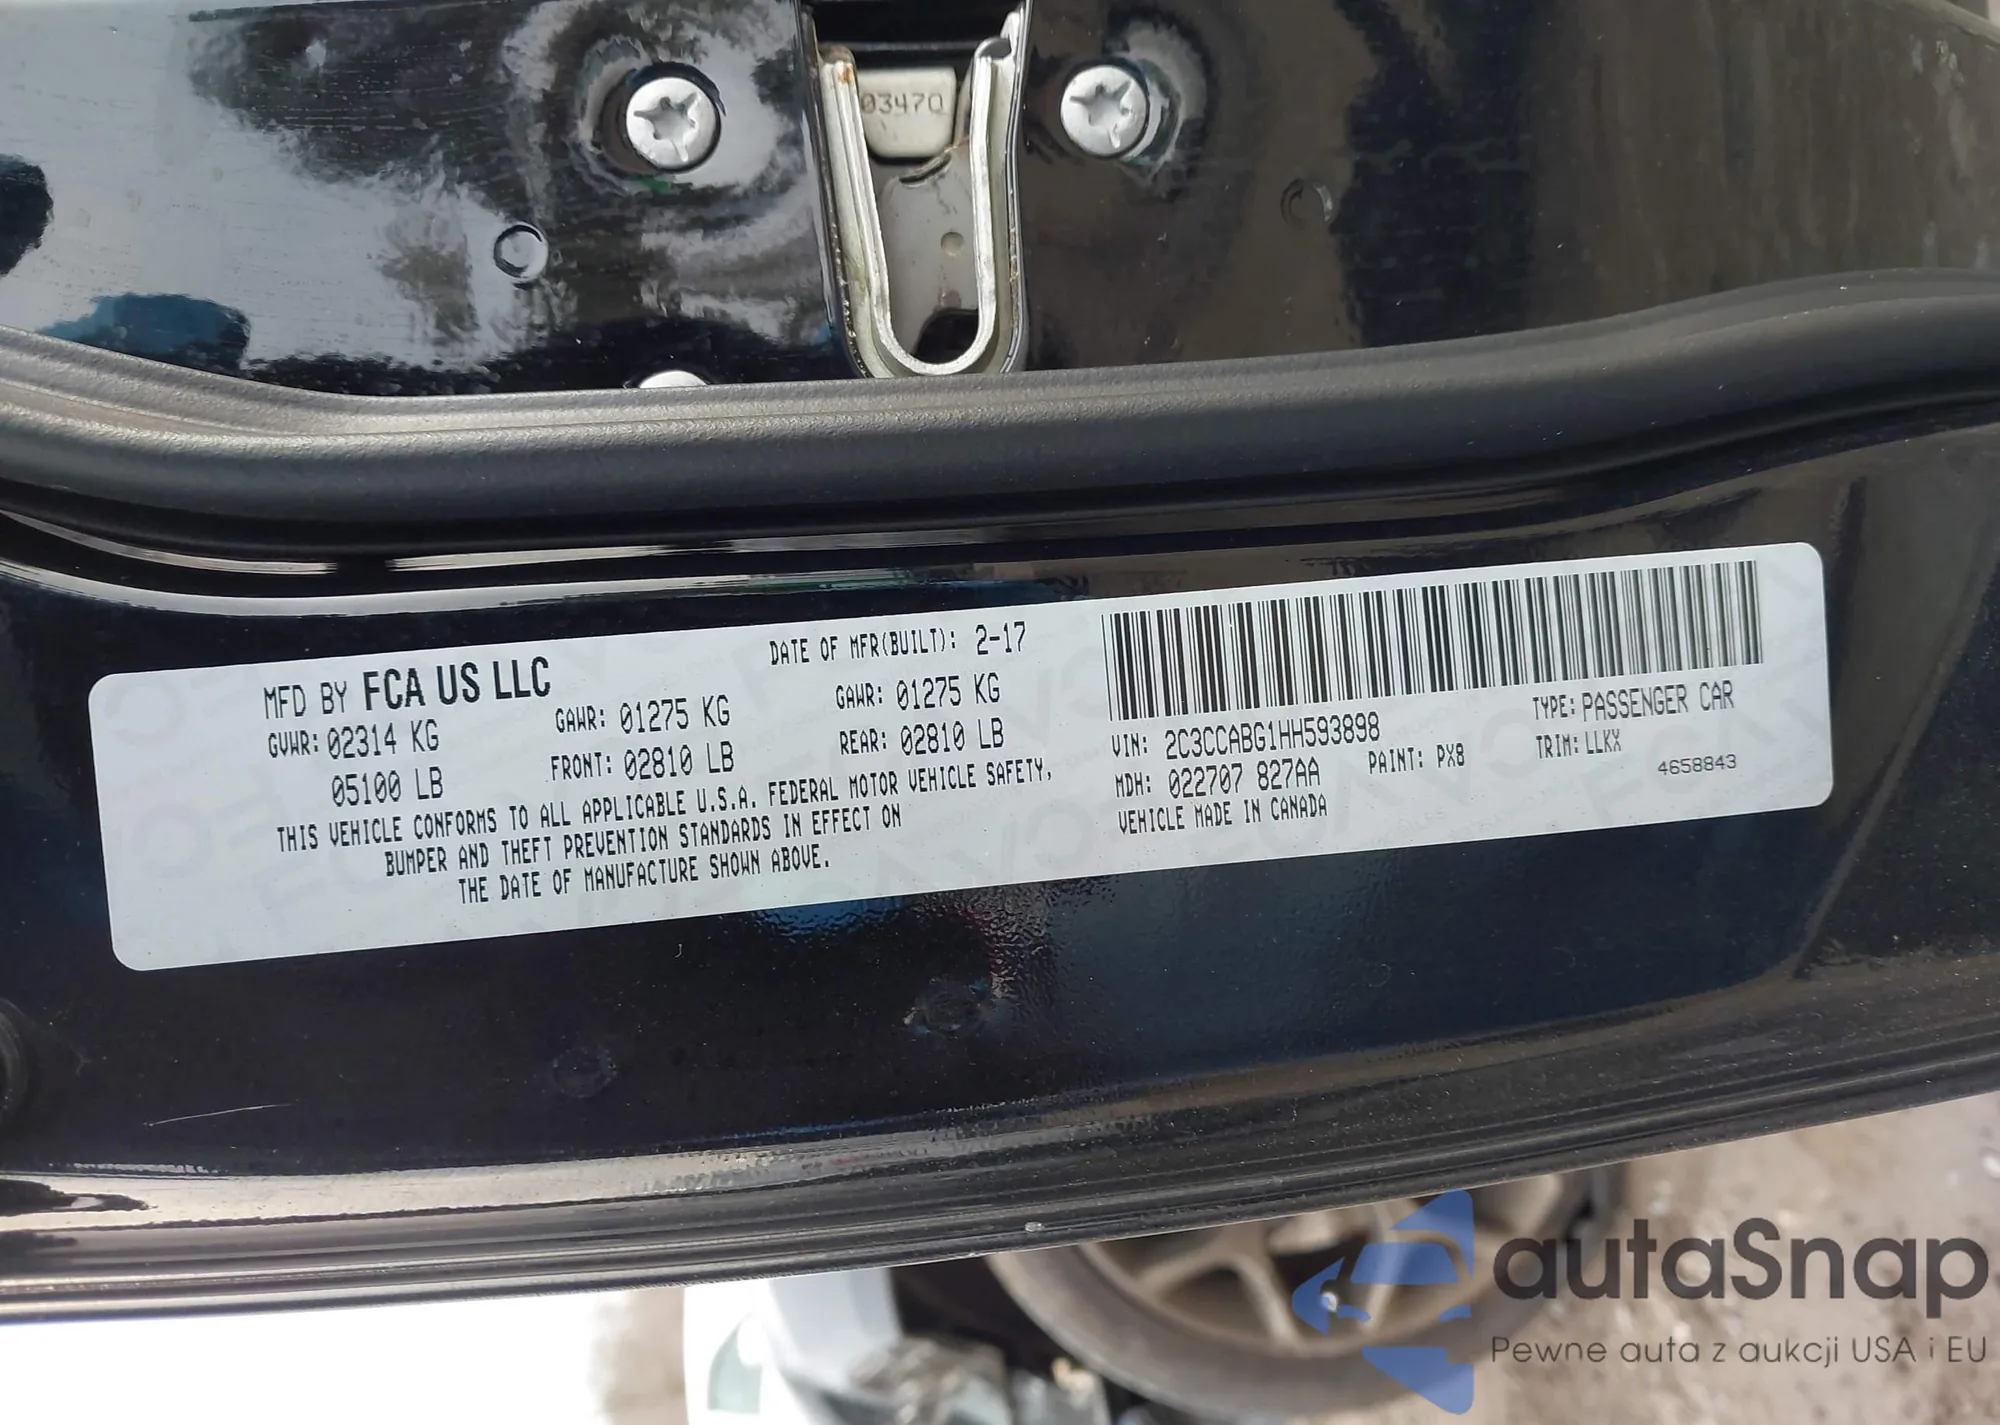 03470
DATE OF MFR(BUILT): 2-17
MFD BY FCA US LLC
GVWR: 02314 KG GAWR: 01275 KG GAWR: 01275 KG
05100 LB FRONT: 02810 LB REAR: 02810 LB
THIS VEHICLE CONFORMS TO ALL APPLICABLE U.S.A. FEDERAL MOTOR VEHICLE SAFETY,
BUMPER AND THEFT PREVENTION STANDARDS IN EFFECT ON
THE DATE OF MANUFACTURE SHOWN ABOVE.
VIN: 2C3CCABG1HH593898 TYPE: PASSENGER CAR
MDH: 022707 827AA PAINT: PX8 TRIM: LLKX
VEHICLE MADE IN CANADA 4658843
autaSnap
Pewne auta z aukcji USA i EU